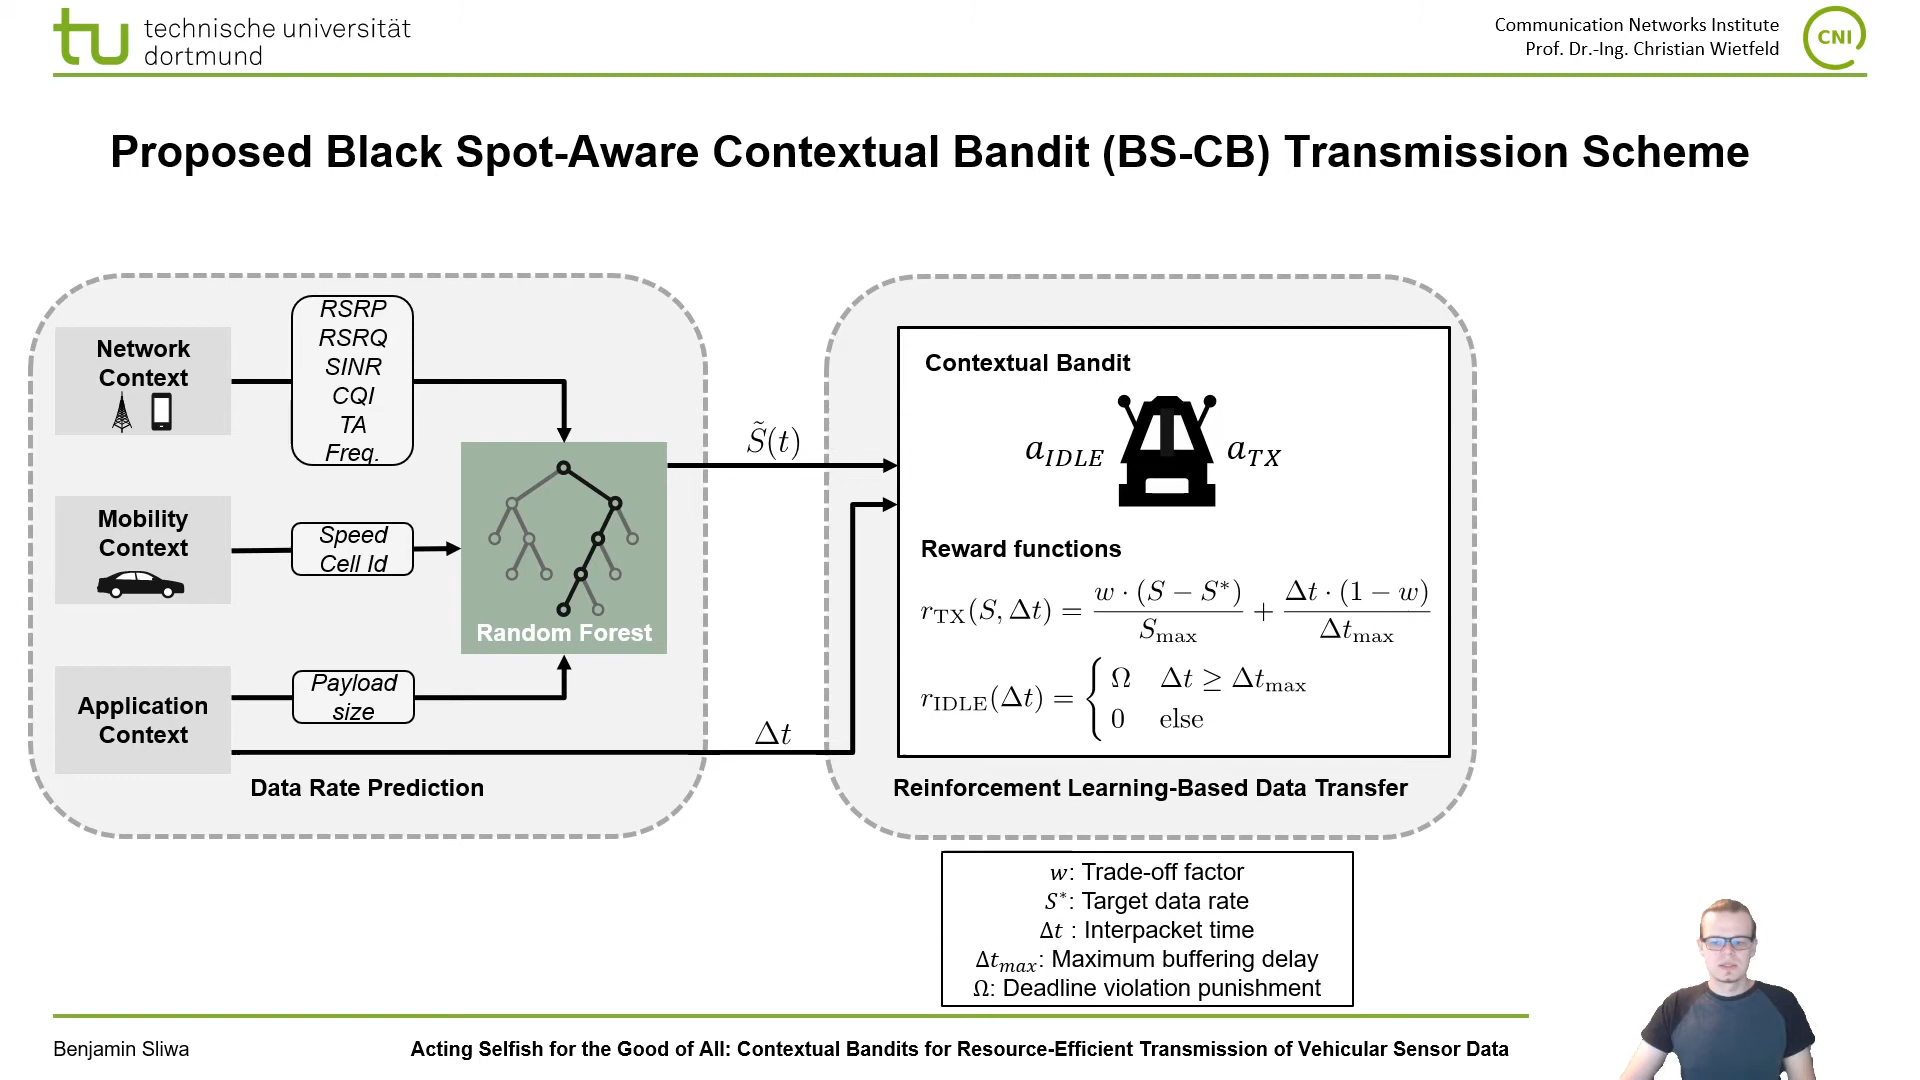 technische universität
dortmund
Communication Networks Institute
Prof. Dr.-Ing. Christian Wietfeld
CNI
Proposed Black Spot-Aware Contextual Bandit (BS-CB) Transmission Scheme
Network
Context
RSRP
RSRQ
SINR
CQI
TA
Freq.
Mobility
Context
Speed
Cell Id
Application
Context
Payload
size
Random Forest
Data Rate Prediction
S̃(t)
Δt
Contextual Bandit
a_IDLE
a_TX
Reward functions
r_TX(S, Δt) = w · (S − S*) / S_max + Δt · (1 − w) / Δt_max
r_IDLE(Δt) = { Ω Δt ≥ Δt_max
0 else
Reinforcement Learning-Based Data Transfer
w: Trade-off factor
S*: Target data rate
Δt : Interpacket time
Δt_max: Maximum buffering delay
Ω: Deadline violation punishment
Benjamin Sliwa
Acting Selfish for the Good of All: Contextual Bandits for Resource-Efficient Transmission of Vehicular Sensor Data